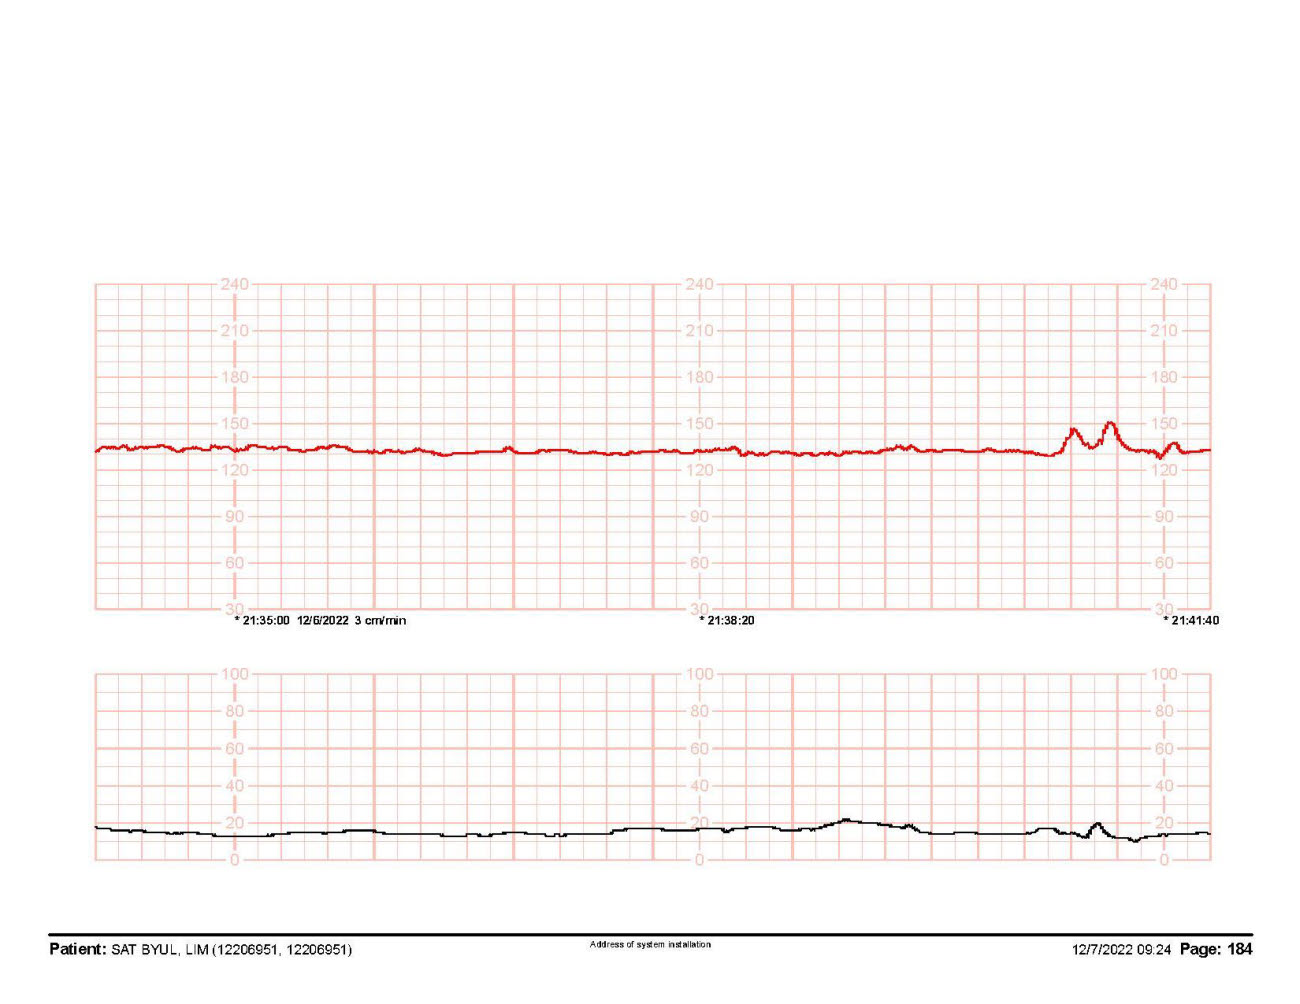 240 240 240
210 210 210
180 180 180
150 150 150
120 120 120
90 90 90
60 60 60
30 30 30
* 21:35:00 12/6/2022 3 cm/min * 21:38:20 * 21:41:40
100 100 100
80 80 80
60 60 60
40 40 40
20 20 20
0 0 0
Patient: SAT BYUL, LIM (12206951, 12206951) Address of system installation 12/7/2022 09:24 Page: 184